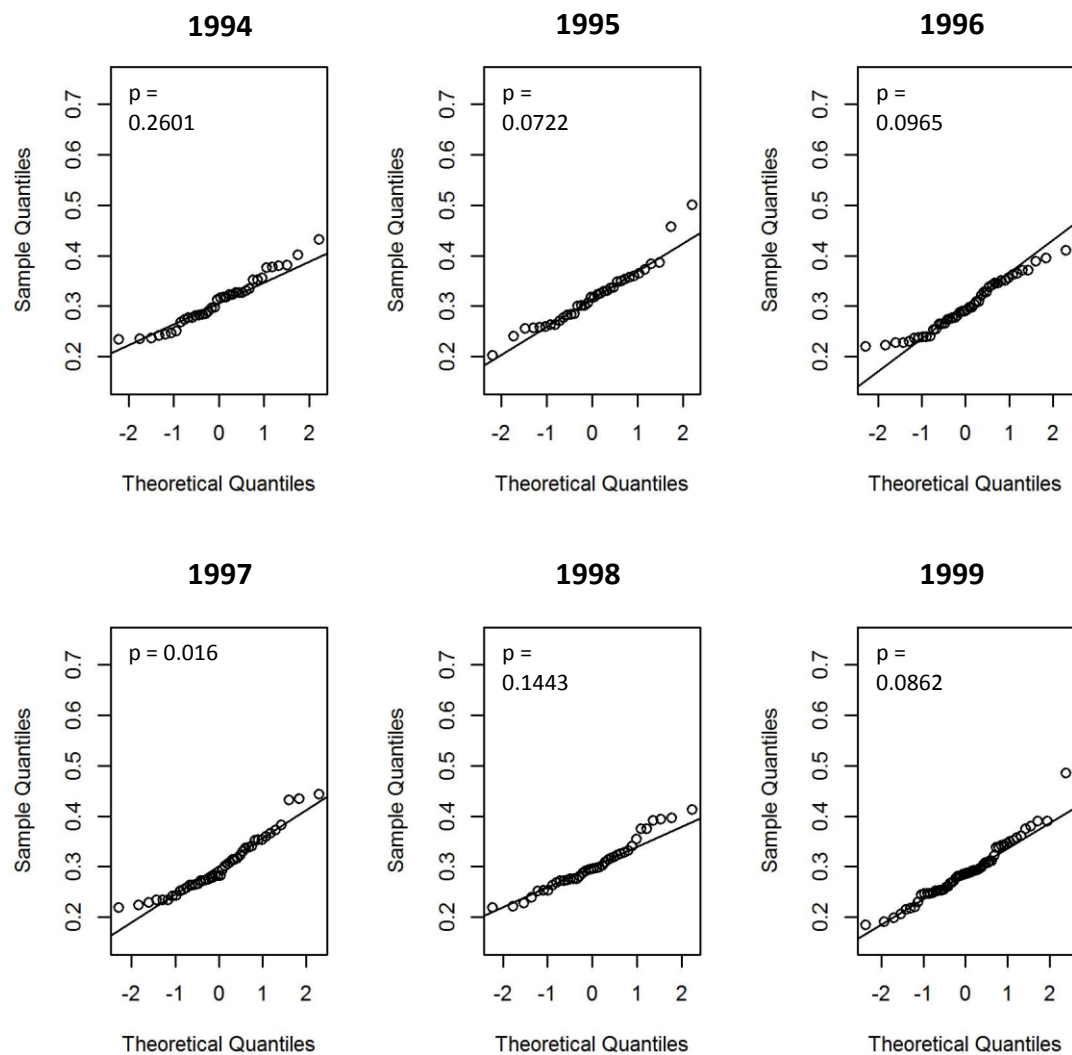 1994
1995
1996
p =
0.2601
p =
0.0722
p =
0.0965
Sample Quantiles
0.7
0.6
0.5
0.4
0.3
0.2
Sample Quantiles
0.7
0.6
0.5
0.4
0.3
0.2
Sample Quantiles
0.7
0.6
0.5
0.4
0.3
0.2
-2 -1 0 1 2
-2 -1 0 1 2
-2 -1 0 1 2
Theoretical Quantiles
Theoretical Quantiles
Theoretical Quantiles
1997
1998
1999
p = 0.016
p =
0.1443
p =
0.0862
Sample Quantiles
0.7
0.6
0.5
0.4
0.3
0.2
Sample Quantiles
0.7
0.6
0.5
0.4
0.3
0.2
Sample Quantiles
0.7
0.6
0.5
0.4
0.3
0.2
-2 -1 0 1 2
-2 -1 0 1 2
-2 -1 0 1 2
Theoretical Quantiles
Theoretical Quantiles
Theoretical Quantiles